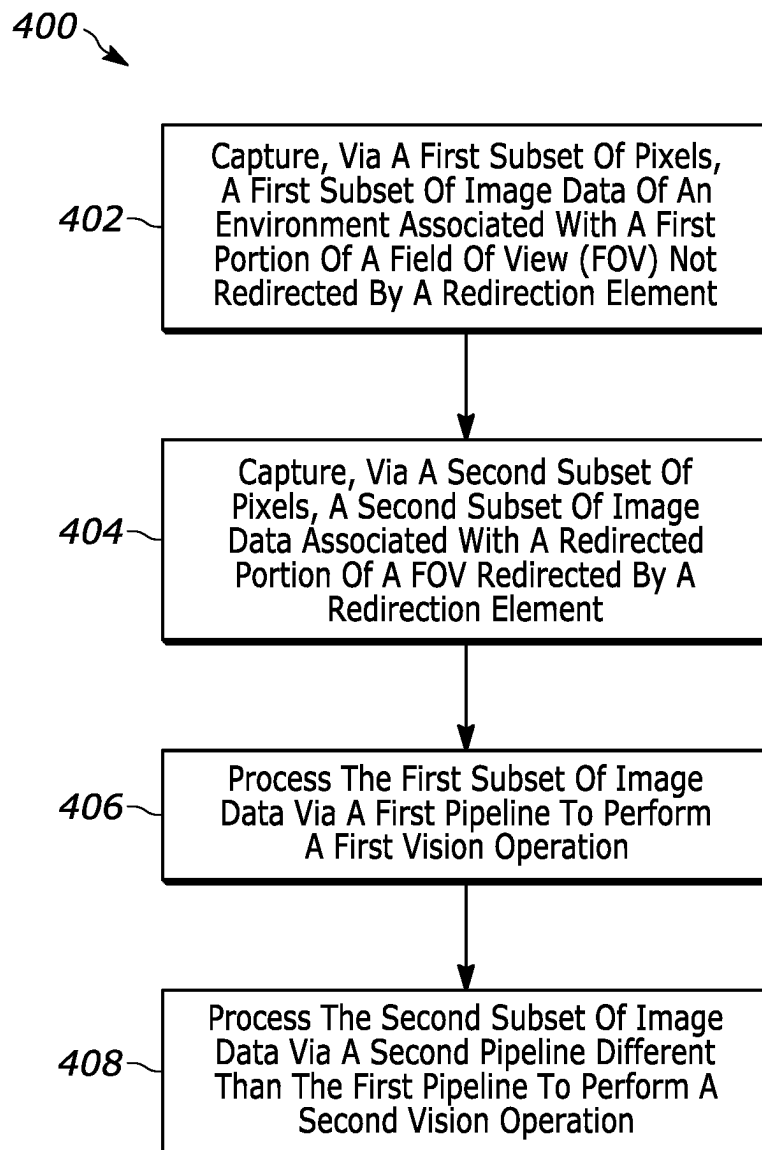 400
Capture, Via A First Subset Of Pixels,
A First Subset Of Image Data Of An
Environment Associated With A First
Portion Of A Field Of View (FOV) Not
Redirected By A Redirection Element
402
Capture, Via A Second Subset Of
Pixels, A Second Subset Of Image
Data Associated With A Redirected
Portion Of A FOV Redirected By A
Redirection Element
404
Process The First Subset Of Image
Data Via A First Pipeline To Perform
A First Vision Operation
406
Process The Second Subset Of Image
Data Via A Second Pipeline Different
Than The First Pipeline To Perform A
Second Vision Operation
408